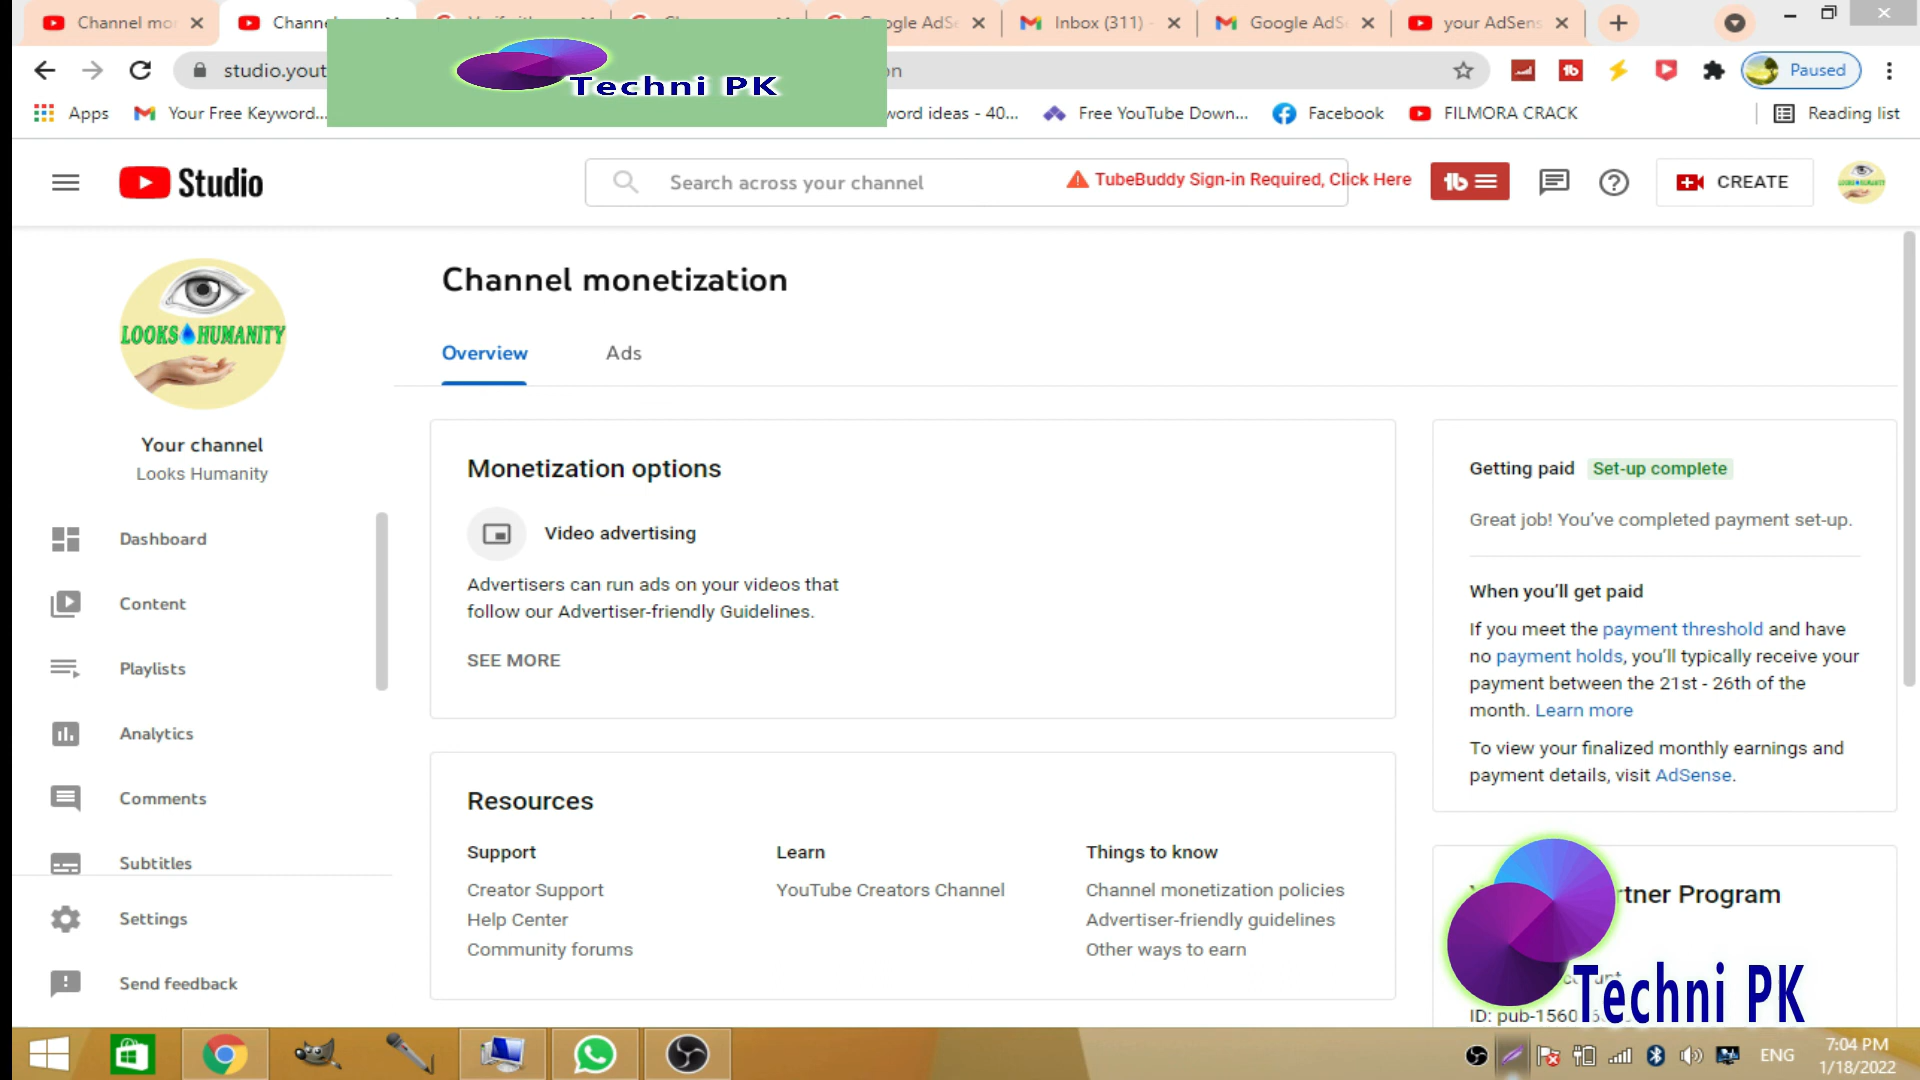 Channel mo
Chann
ogle AdS
Inbox (311) -
Google AdS
your AdSens
studio.yout
on
Paused
Techni PK
Apps
Your Free Keyword...
word ideas - 40...
Free YouTube Down...
Facebook
FILMORA CRACK
Reading list
Studio
Search across your channel
TubeBuddy Sign-in Required, Click Here
CREATE
LOOKS HUMANITY
Your channel
Looks Humanity
Dashboard
Content
Playlists
Analytics
Comments
Subtitles
Settings
Send feedback
Channel monetization
Overview
Ads
Monetization options
Video advertising
Advertisers can run ads on your videos that
follow our Advertiser-friendly Guidelines.
SEE MORE
Resources
Support
Creator Support
Help Center
Community forums
Learn
YouTube Creators Channel
Things to know
Channel monetization policies
Advertiser-friendly guidelines
Other ways to earn
Getting paid
Set-up complete
Great job! You've completed payment set-up.
When you'll get paid
If you meet the payment threshold and have
no payment holds, you'll typically receive your
payment between the 21st - 26th of the
month. Learn more
To view your finalized monthly earnings and
payment details, visit AdSense.
rtner Program
ID: pub-1560
Techni PK
ENG
7:04 PM
1/18/2022